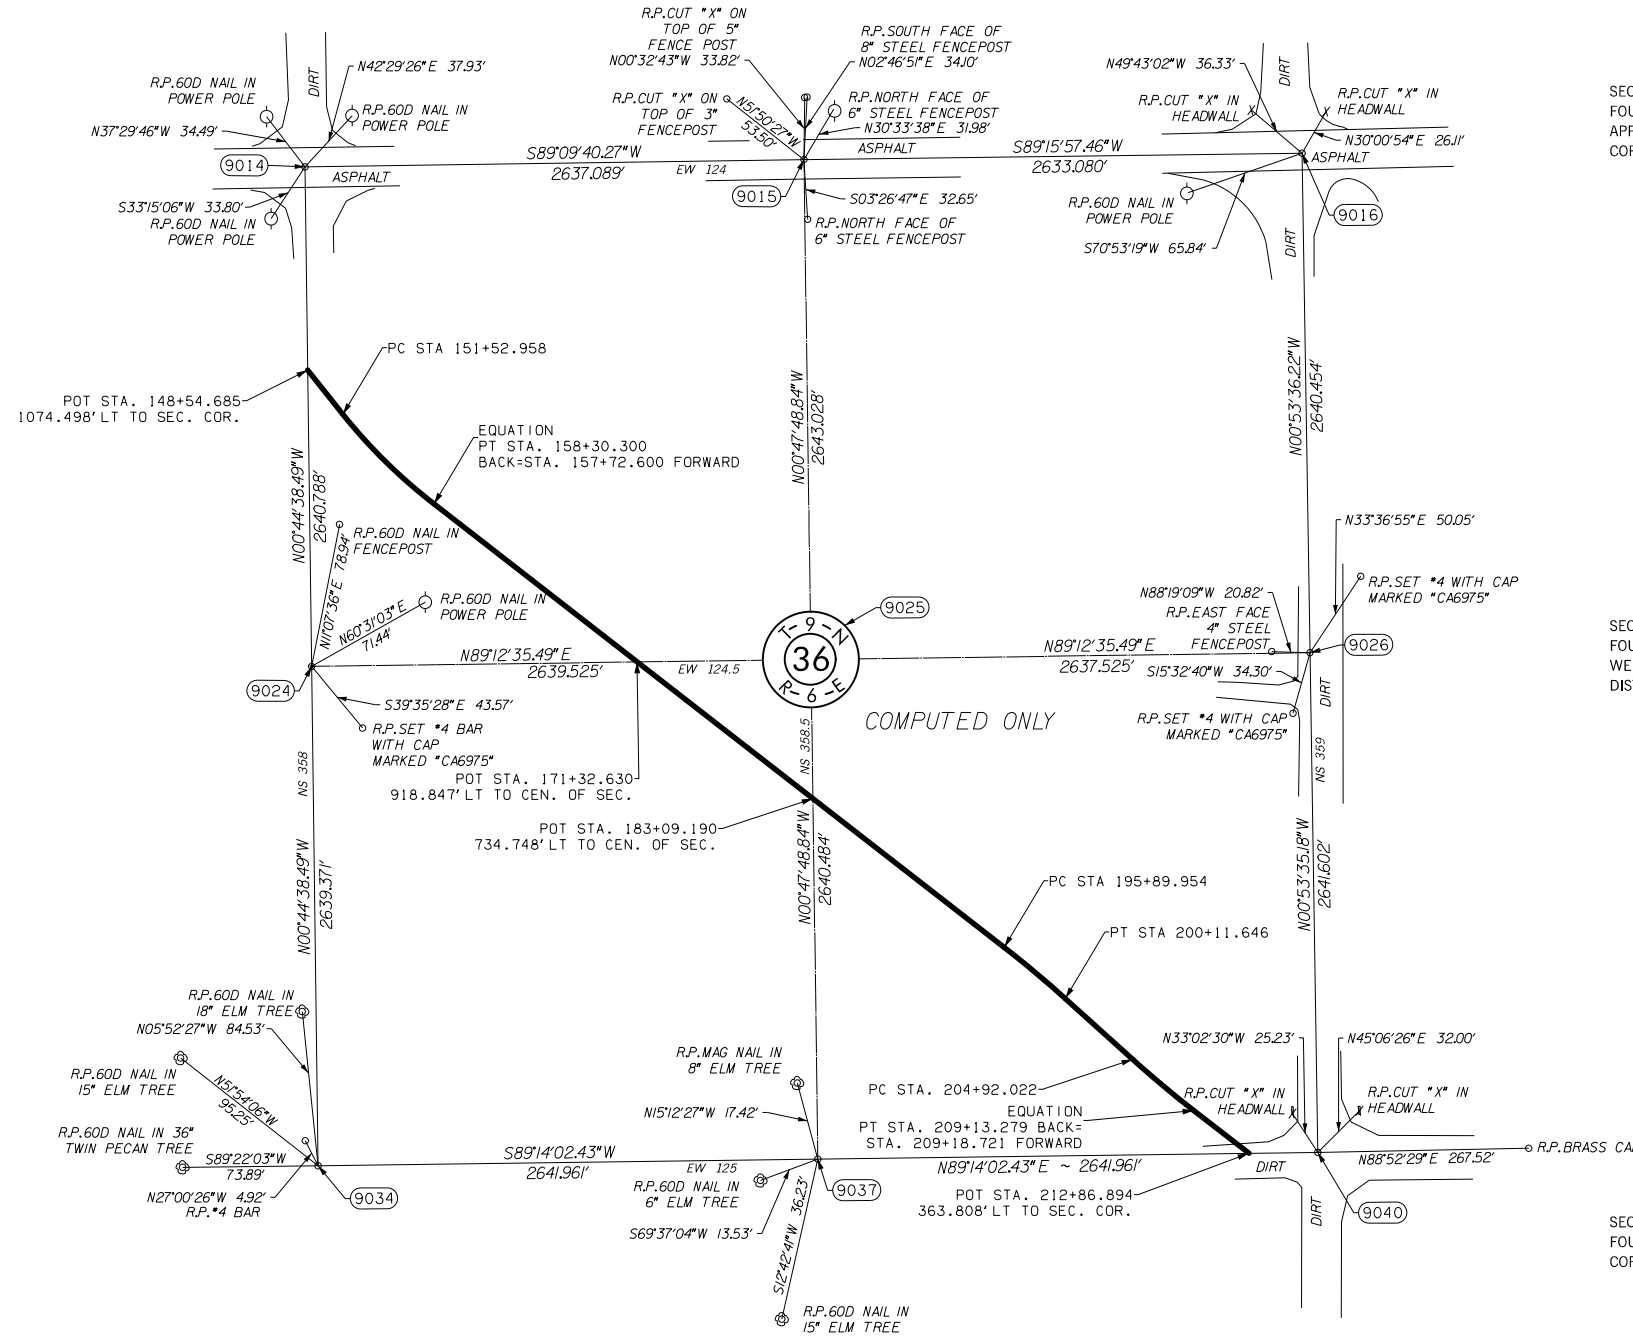 R.P.CUT "X" ON
TOP OF 5"
FENCE POST
N00°32'43"W 33.82'
R.P.SOUTH FACE OF
8" STEEL FENCEPOST
N02°46'51"E 34.10'
N42°29'26"E 37.93'
DIRT
R.P.60D NAIL IN
POWER POLE
R.P.60D NAIL IN
POWER POLE
N37°29'46"W 34.49'
9014
ASPHALT
S33°15'06"W 33.80'
R.P.60D NAIL IN
POWER POLE
R.P.CUT "X" ON
TOP OF 3"
FENCEPOST
N51°50'27"W
53.50'
R.P.NORTH FACE OF
6" STEEL FENCEPOST
N30°33'38"E 31.98'
ASPHALT
S89°09'40.27"W
2637.089'
EW 124
9015
S03°26'47"E 32.65'
R.P.NORTH FACE OF
6" STEEL FENCEPOST
S89°15'57.46"W
2633.080'
N49°43'02"W 36.33'
DIRT
R.P.CUT "X" IN
HEADWALL
R.P.CUT "X" IN
HEADWALL
N30°00'54"E 26.11'
ASPHALT
R.P.60D NAIL IN
POWER POLE
9016
S70°53'19"W 65.84'
DIRT
SEC
FOU
APP
COR
PC STA 151+52.958
POT STA. 148+54.685
1074.498' LT TO SEC. COR.
EQUATION
PT STA. 158+30.300
BACK=STA. 157+72.600 FORWARD
N00°44'38.49"W
2640.788'
N00°47'48.84"W
2643.028'
N00°53'36.22"W
2640.454'
R.P.60D NAIL IN
FENCEPOST
N11°07'36"E 78.94'
R.P.60D NAIL IN
POWER POLE
N60°31'03"E
71.44'
N89°12'35.49"E
2639.525'
EW 124.5
9024
S39°35'28"E 43.57'
R.P.SET #4 BAR
WITH CAP
MARKED "CA6975"
T-9-N
36
R-6-E
9025
COMPUTED ONLY
N89°12'35.49"E
2637.525'
N33°36'55"E 50.05'
R.P.SET #4 WITH CAP
MARKED "CA6975"
N88°19'09"W 20.82'
R.P.EAST FACE
4" STEEL
FENCEPOST
9026
S15°32'40"W 34.30'
DIRT
R.P.SET #4 WITH CAP
MARKED "CA6975"
SEC
FOU
WE
DIS
NS 358
NS 358.5
NS 359
POT STA. 171+32.630
918.847' LT TO CEN. OF SEC.
POT STA. 183+09.190
734.748' LT TO CEN. OF SEC.
N00°44'38.49"W
2639.371'
N00°47'48.84"W
2640.484'
N00°53'35.18"W
2641.602'
PC STA 195+89.954
PT STA 200+11.646
R.P.60D NAIL IN
18" ELM TREE
N05°52'27"W 84.53'
R.P.60D NAIL IN
15" ELM TREE
N51°54'06"W
95.25'
R.P.60D NAIL IN 36"
TWIN PECAN TREE
S89°22'03"W
73.89'
N27°00'26"W 4.92'
R.P.#4 BAR
9034
S89°14'02.43"W
2641.961'
EW 125
R.P.MAG NAIL IN
8" ELM TREE
N15°12'27"W 17.42'
R.P.60D NAIL IN
6" ELM TREE
S69°37'04"W 13.53'
9037
S12°42'41"W 36.23'
R.P.60D NAIL IN
15" ELM TREE
PC STA. 204+92.022
EQUATION
PT STA. 209+13.279 BACK=
STA. 209+18.721 FORWARD
N89°14'02.43"E ~ 2641.961'
POT STA. 212+86.894
363.808' LT TO SEC. COR.
N33°02'30"W 25.23'
N45°06'26"E 32.00'
R.P.CUT "X" IN
HEADWALL
R.P.CUT "X" IN
HEADWALL
DIRT
N88°52'29"E 267.52'
R.P.BRASS CA
9040
DIRT
SEC
FOU
COR